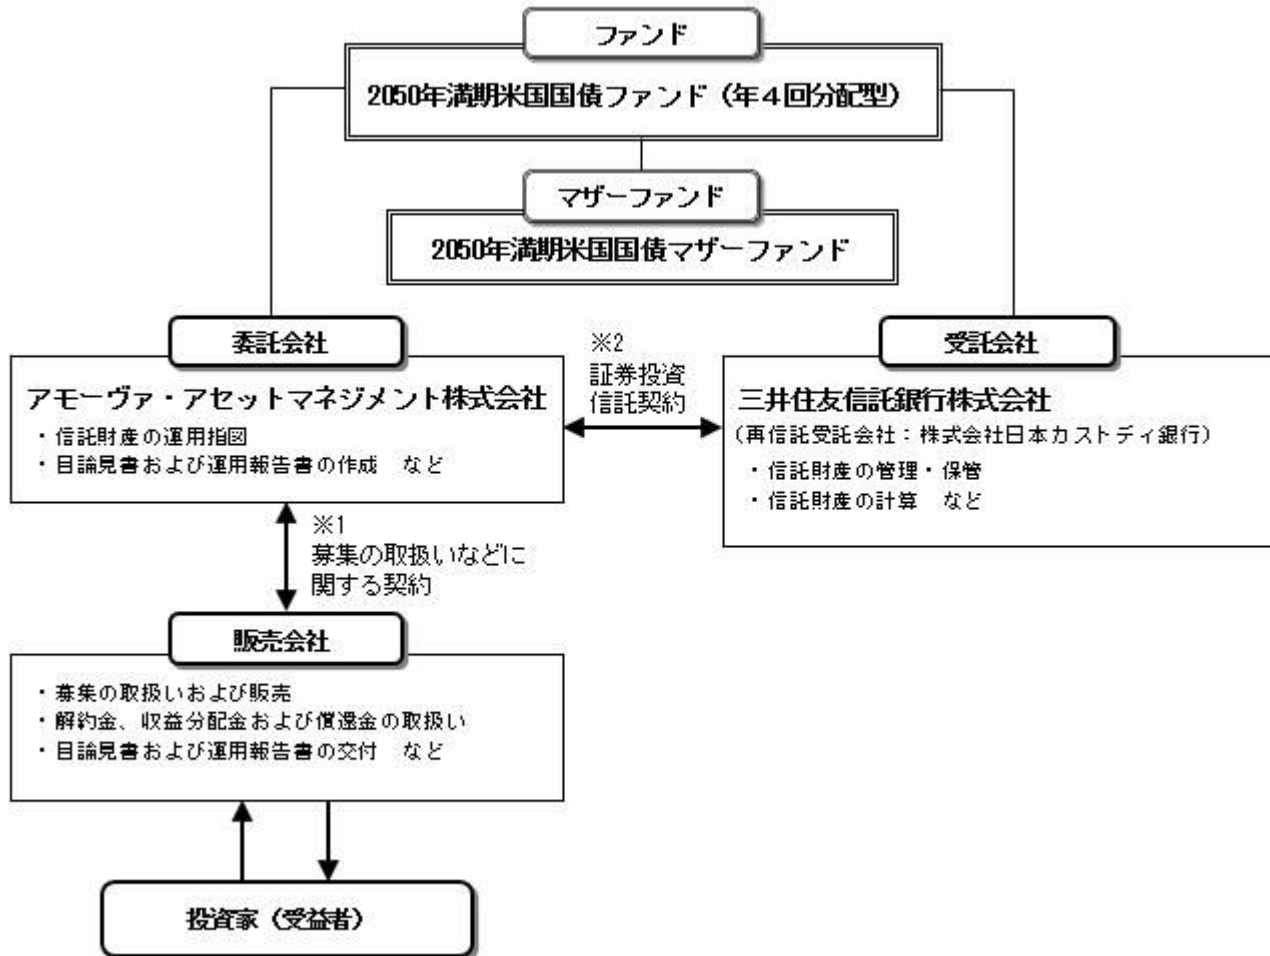 ファンド
2050年満期米国国債ファンド（年４回分配型）
マザーファンド
2050年満期米国国債マザーファンド
委託会社
アモーヴァ・アセットマネジメント株式会社
・信託財産の運用指図
・目論見書および運用報告書の作成　など
※2
証券投資
信託契約
受託会社
三井住友信託銀行株式会社
（再信託受託会社：株式会社日本カストディ銀行）
・信託財産の管理・保管
・信託財産の計算　など
※1
募集の取扱いなどに
関する契約
販売会社
・募集の取扱いおよび販売
・解約金、収益分配金および償還金の取扱い
・目論見書および運用報告書の交付　など
投資家（受益者）